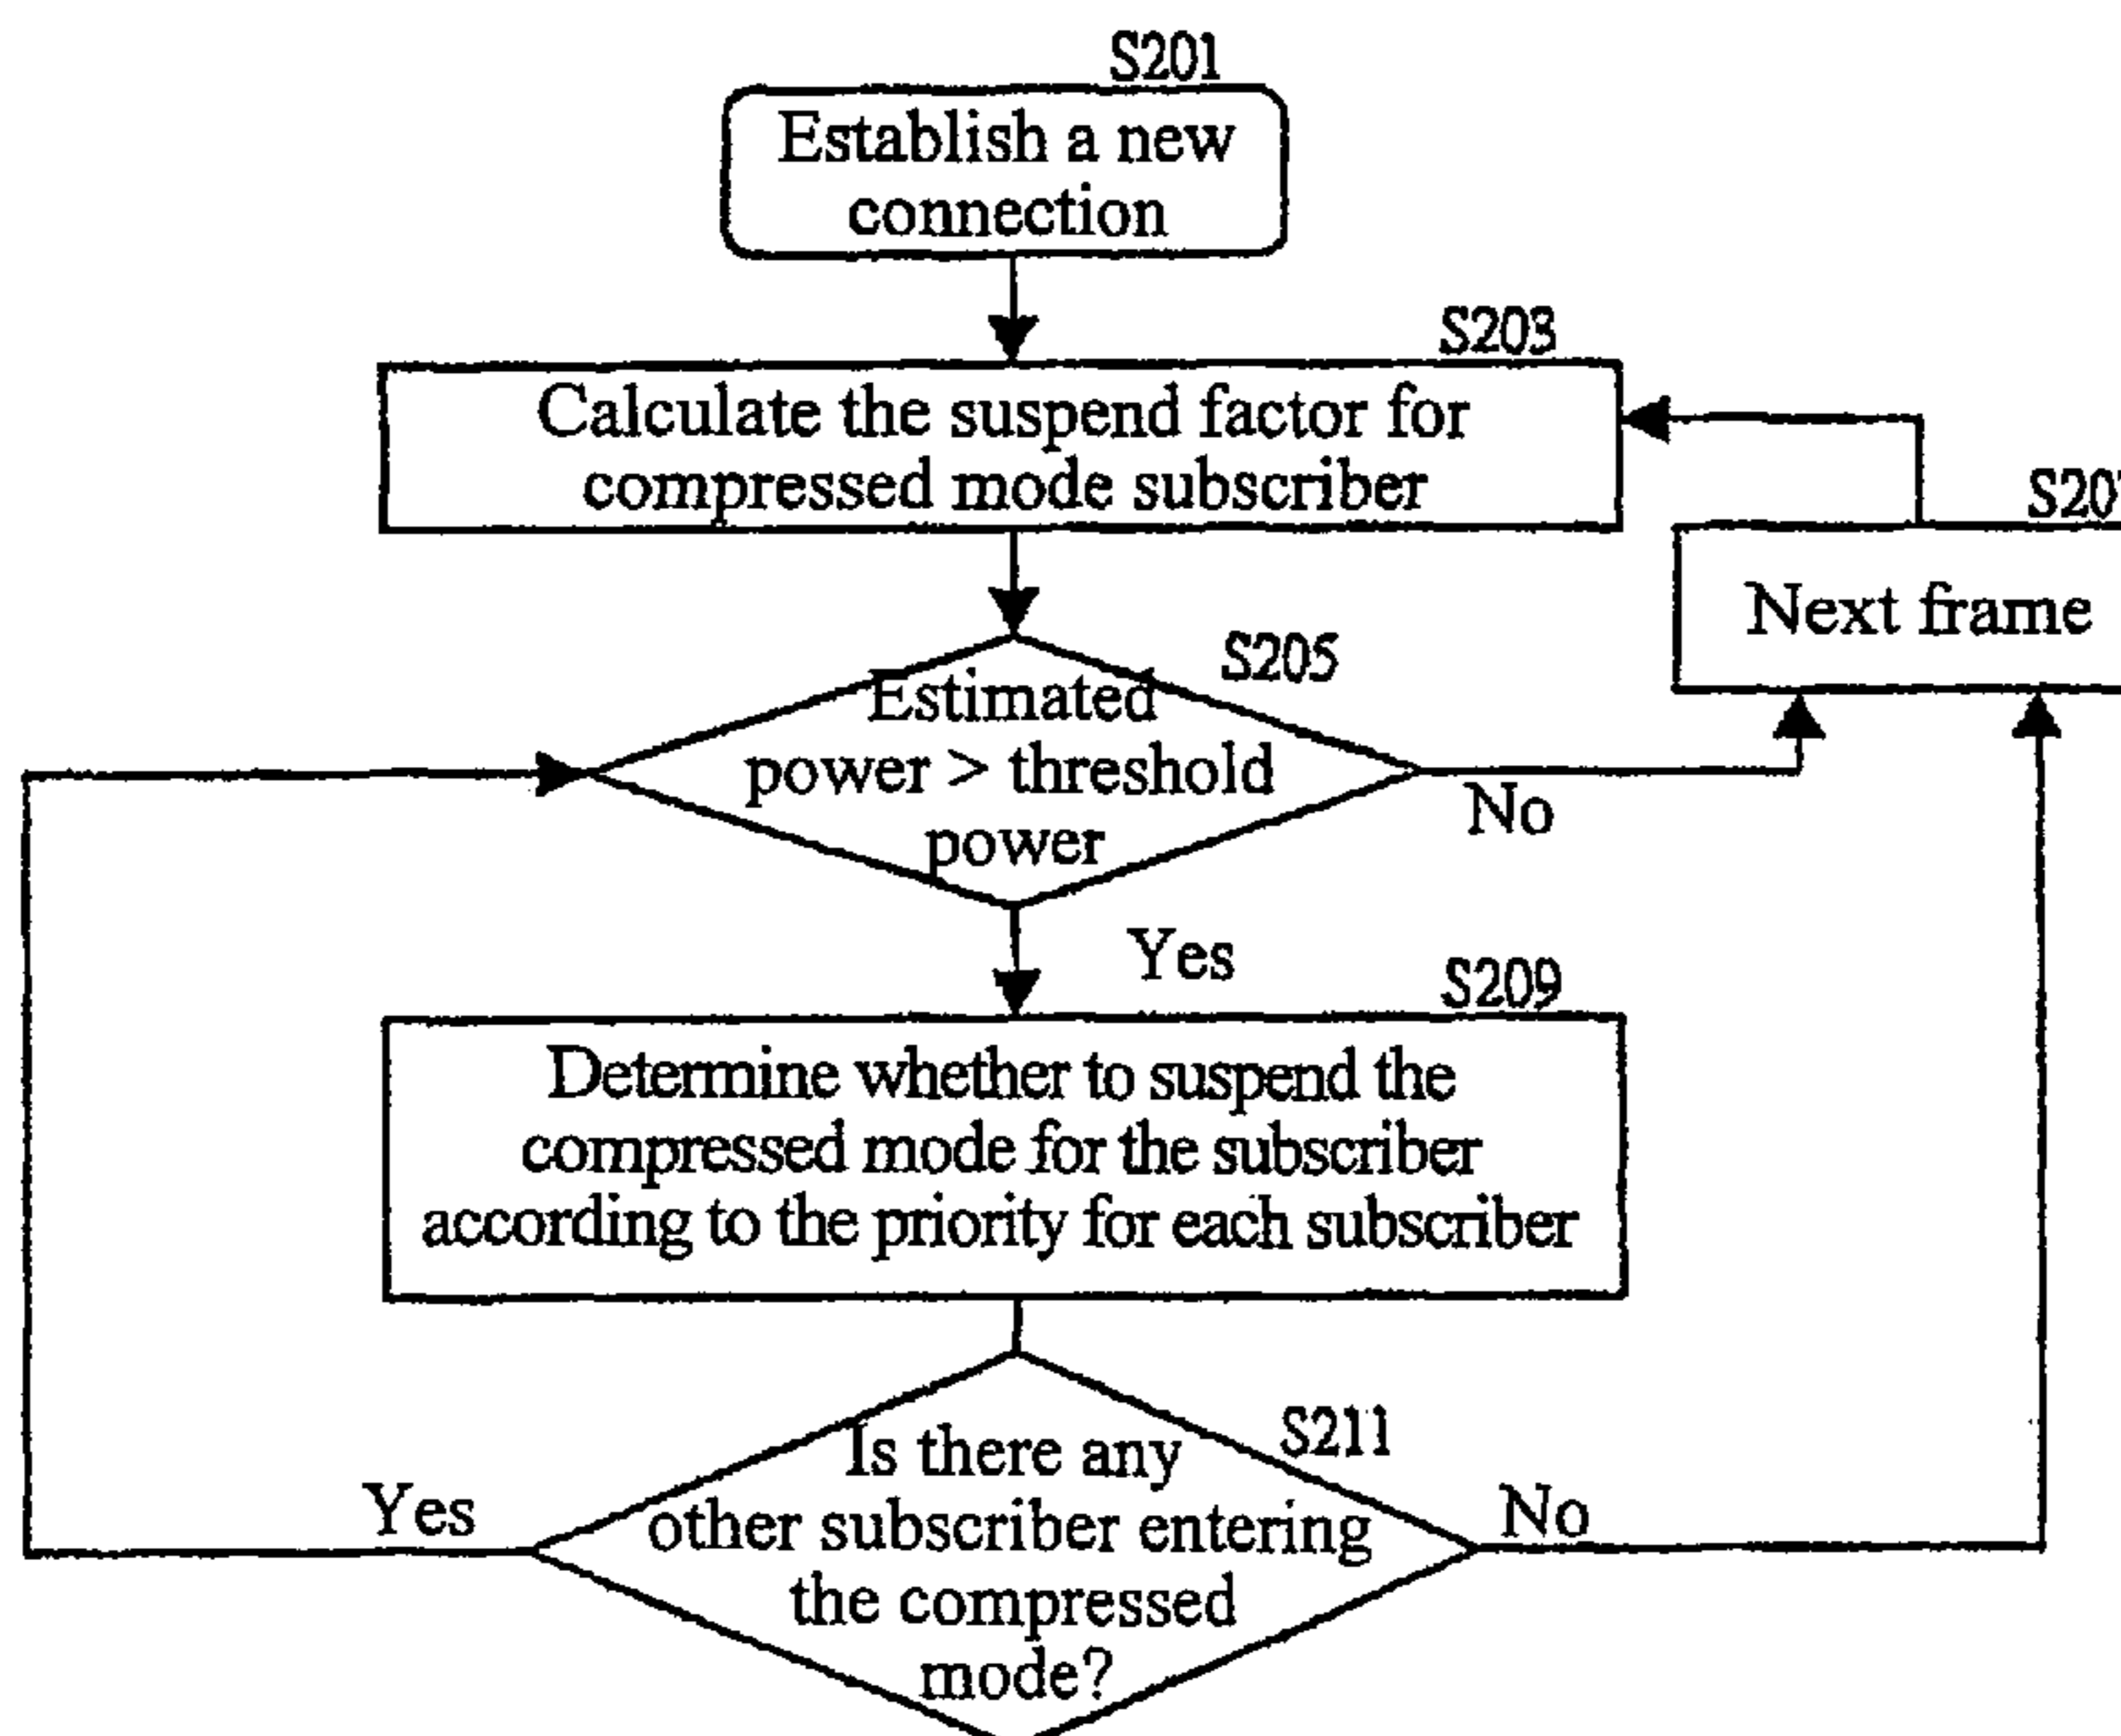 S201
Establish a new
connection
S203
Calculate the suspend factor for
compressed mode subscriber
Next frame
S205
Estimated
power > threshold
power
No
Yes
S209
Determine whether to suspend the
compressed mode for the subscriber
according to the priority for each subscriber
S211
Is there any
other subscriber entering
the compressed
mode?
Yes
No